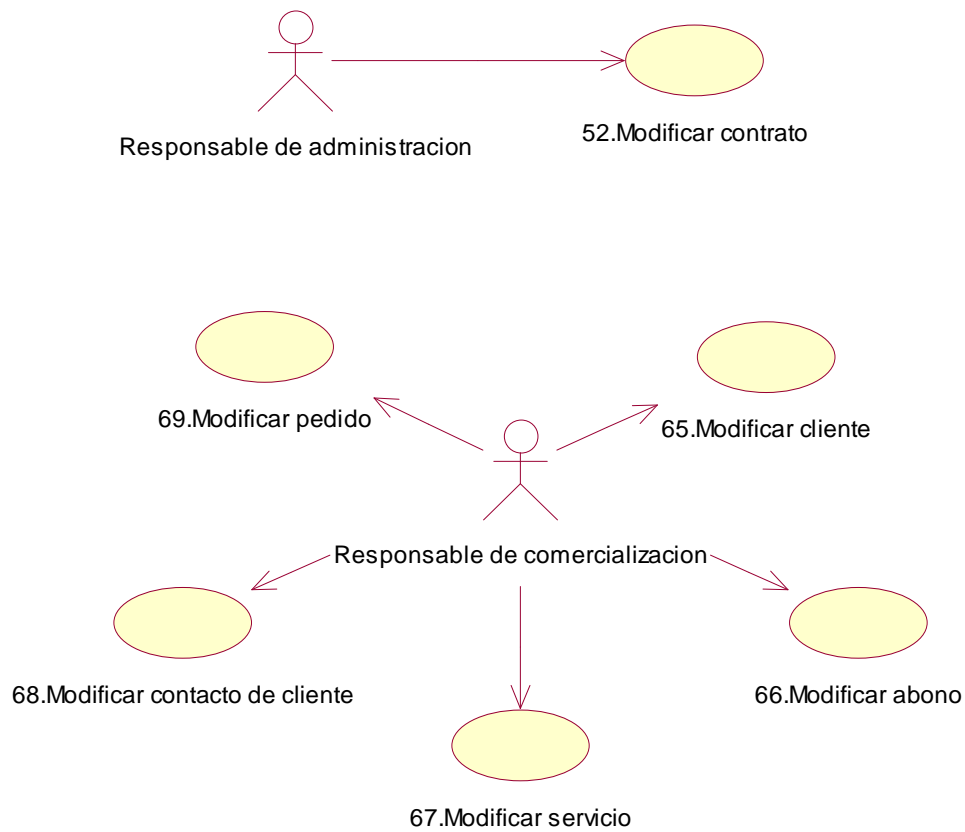 52.Modificar contrato
Responsable de administracion
69.Modificar pedido
65.Modificar cliente
Responsable de comercializacion
68.Modificar contacto de cliente
66.Modificar abono
67.Modificar servicio